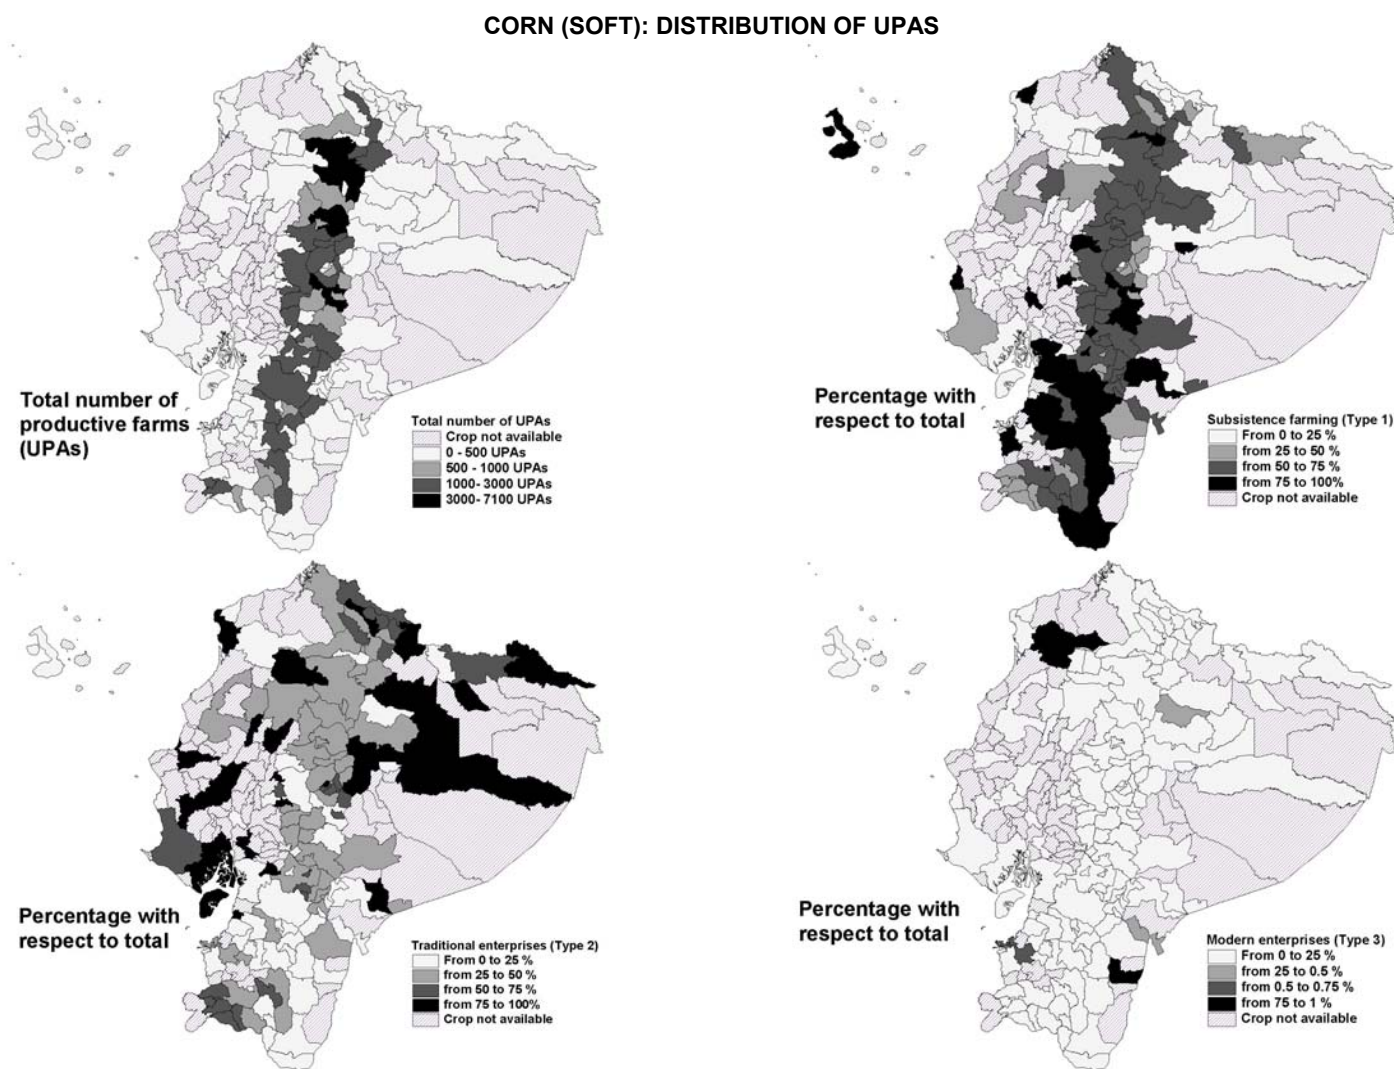 CORN (SOFT): DISTRIBUTION OF UPAS
Total number of
productive farms
(UPAs)
Total number of UPAs
Crop not available
0 - 500 UPAs
500 - 1000 UPAs
1000- 3000 UPAs
3000- 7100 UPAs
Percentage with
respect to total
Subsistence farming (Type 1)
From 0 to 25 %
from 25 to 50 %
from 50 to 75 %
from 75 to 100%
Crop not available
Percentage with
respect to total
Traditional enterprises (Type 2)
From 0 to 25 %
from 25 to 50 %
from 50 to 75 %
from 75 to 100%
Crop not available
Percentage with
respect to total
Modern enterprises (Type 3)
From 0 to 25 %
from 25 to 0.5 %
from 0.5 to 0.75 %
from 75 to 1 %
Crop not available